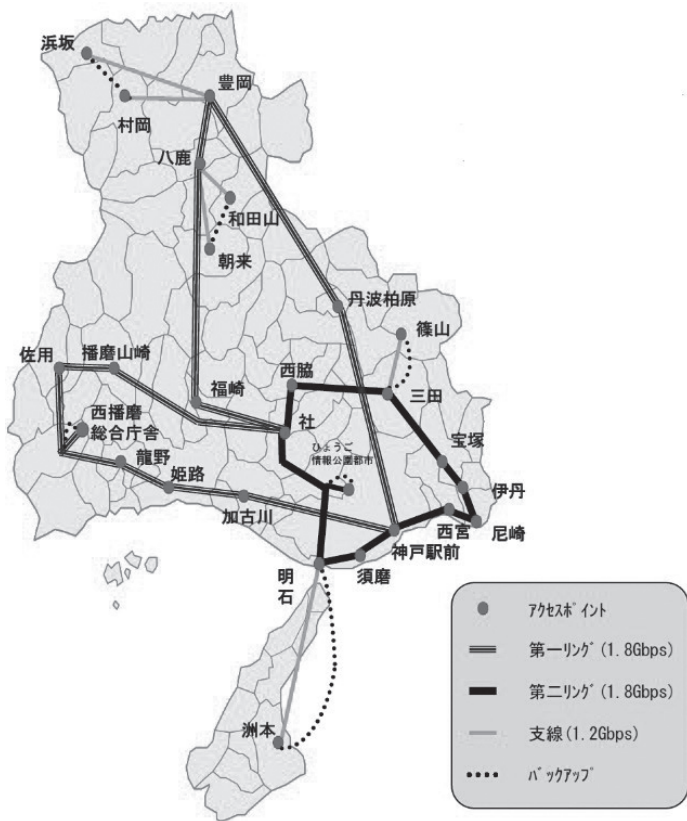 浜坂
豊岡
村岡
八鹿
和田山
朝来
丹波柏原
篠山
佐用
播磨山崎
福崎
西脇
三田
社
西播磨
総合庁舎
ひょうご
情報公園都市
宝塚
龍野
伊丹
姫路
加古川
西宮
尼崎
神戸駅前
須磨
明石
洲本
アクセスポイント
第一リング(1.8Gbps)
第二リング(1.8Gbps)
支線(1.2Gbps)
バックアップ